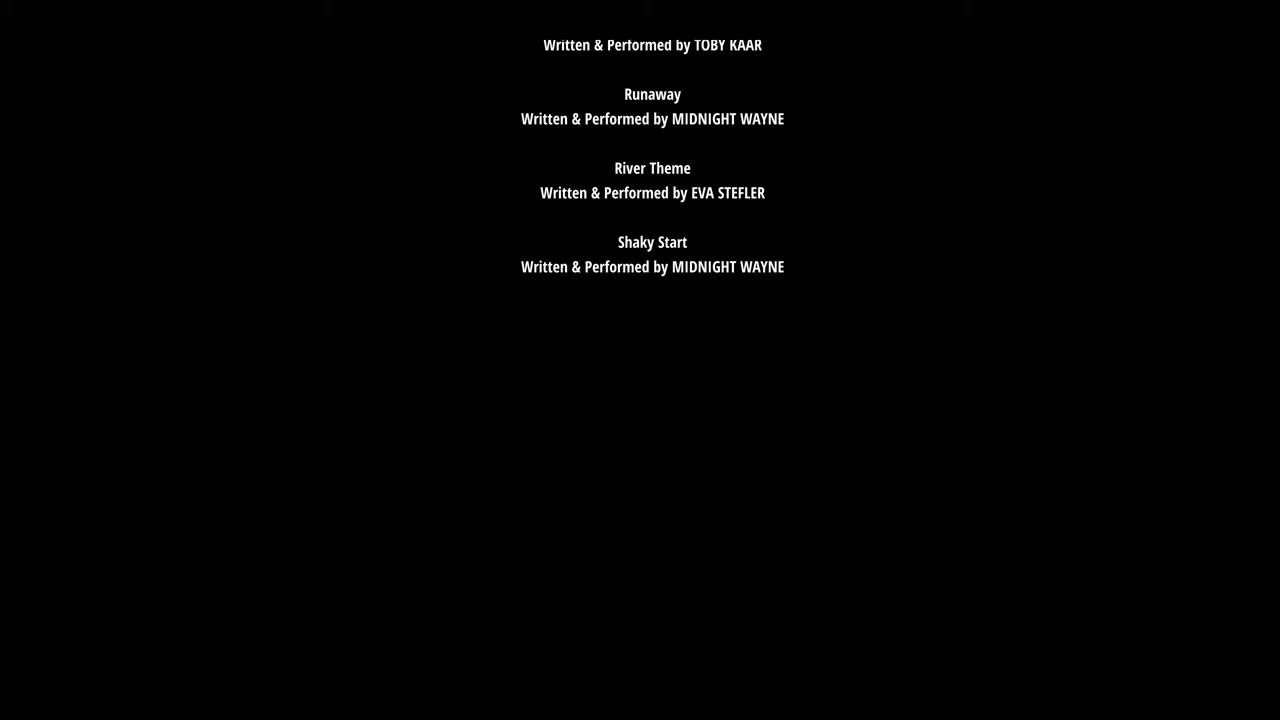 Written & Performed by TOBY KAAR
Runaway
Written & Performed by MIDNIGHT WAYNE
River Theme
Written & Performed by EVA STEFLER
Shaky Start
Written & Performed by MIDNIGHT WAYNE